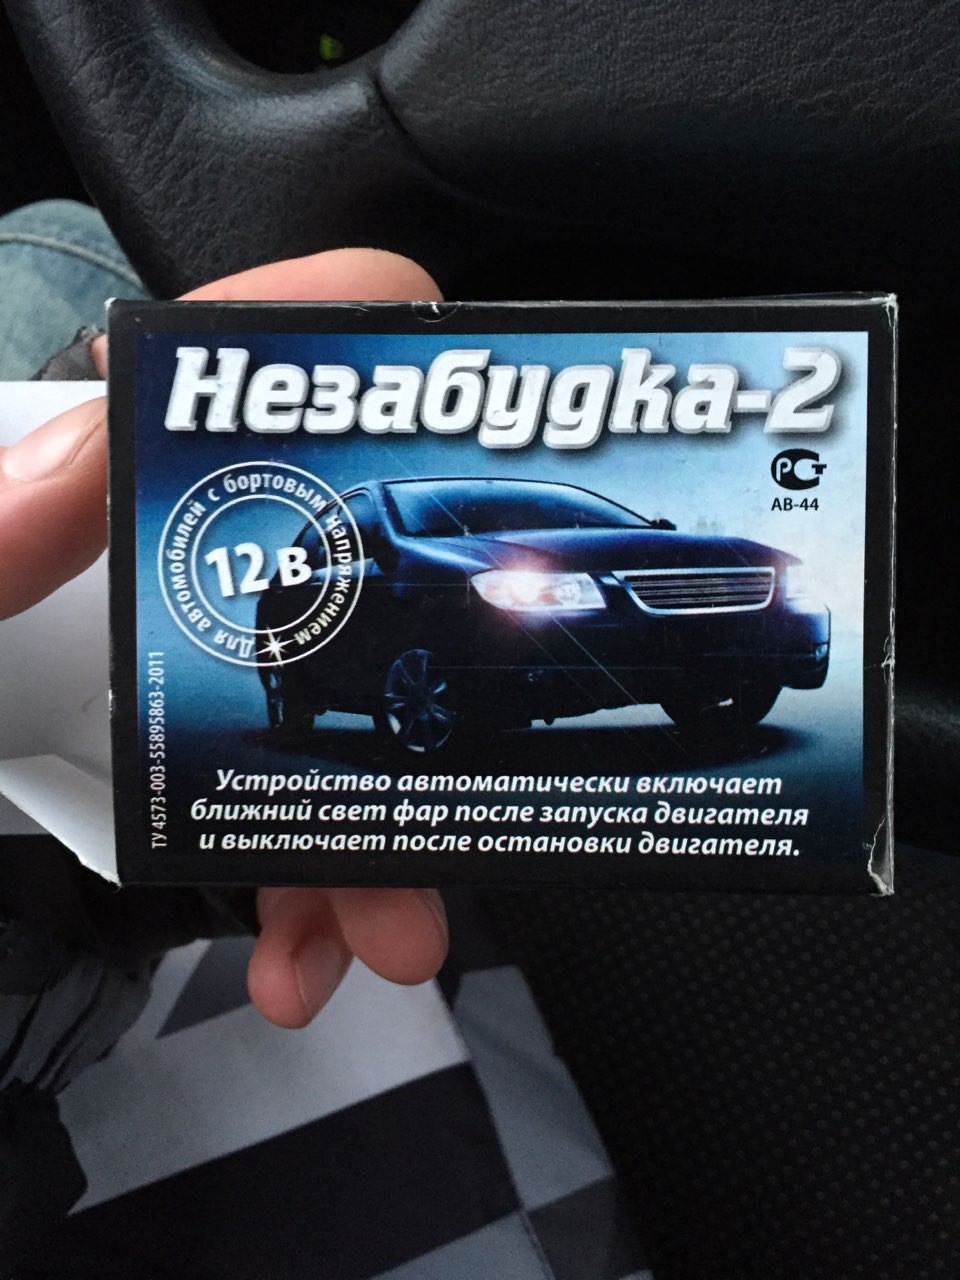 Незабудка-2
РСТ
АВ-44
Для автомобилей с бортовым напряжением
12 в
ТУ 4573-003-55895863-2011
Устройство автоматически включает
ближний свет фар после запуска двигателя
и выключает после остановки двигателя.